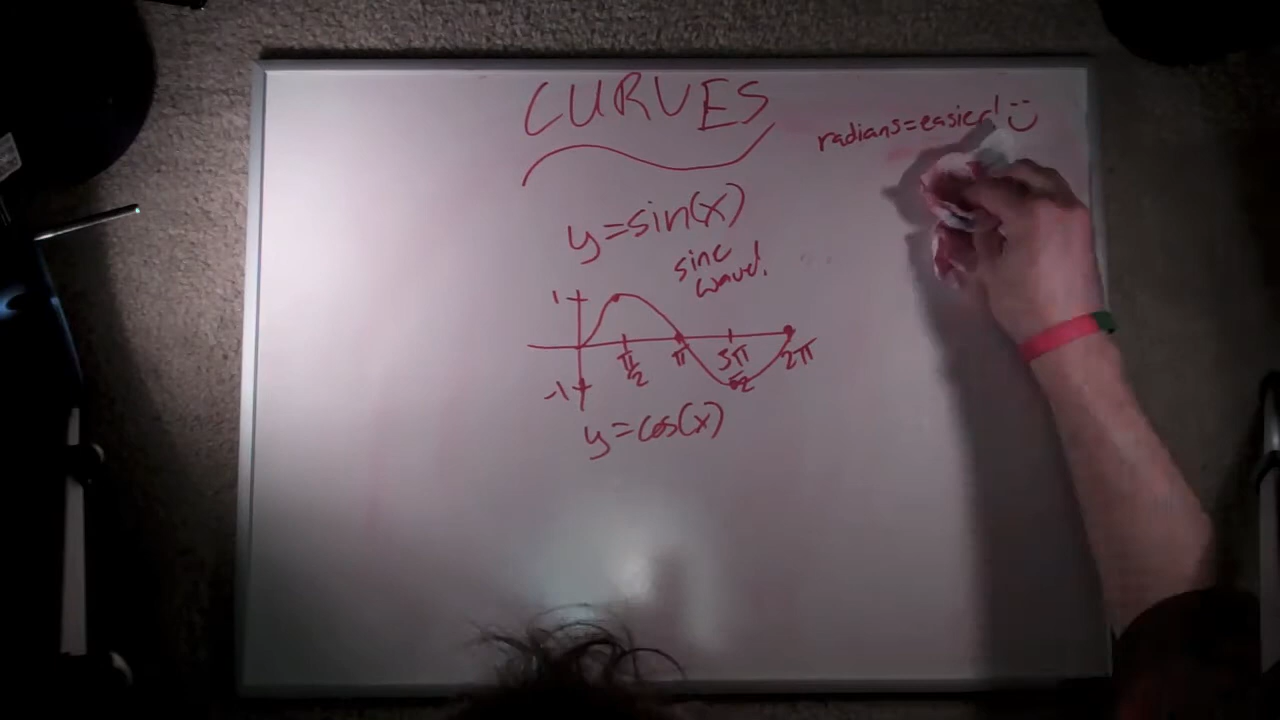 CURVES
radians=easier! :)
y=sin(x)
sine
wave!
1
-1
π/2
π
3π/2
2π
y=cos(x)